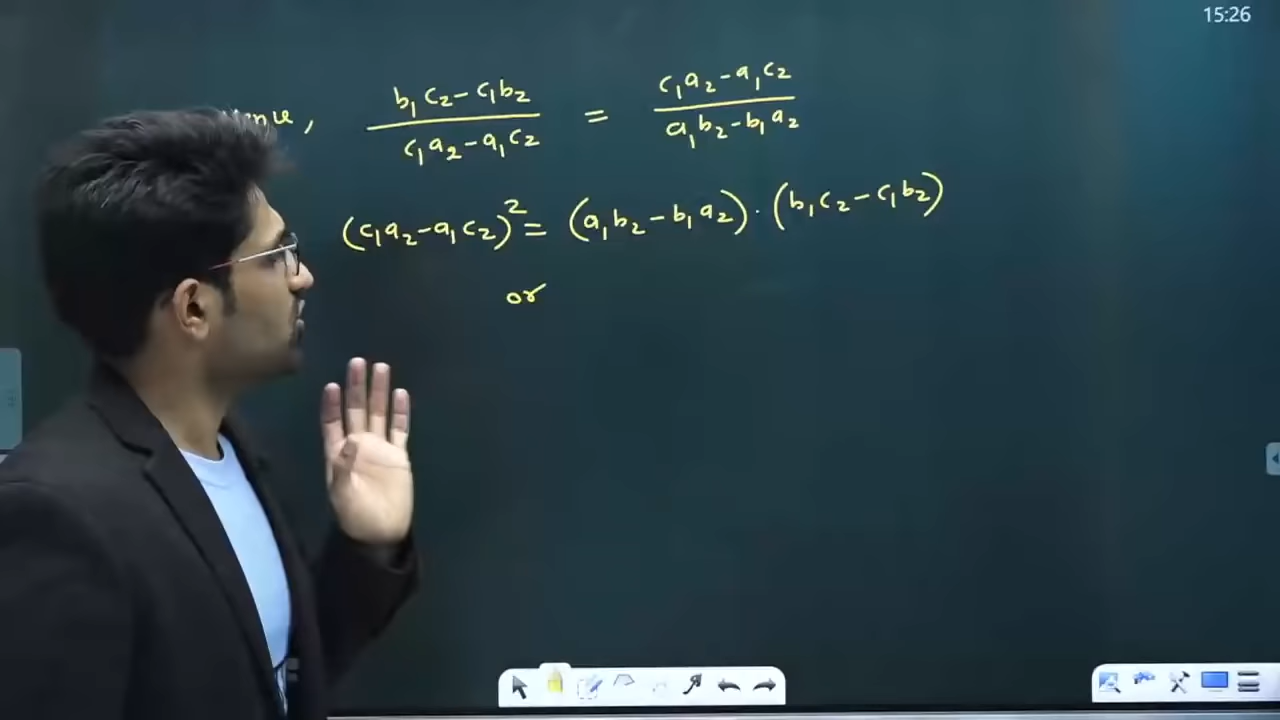 15:26
, b₁c₂-c₁b₂/c₁a₂-a₁c₂ = c₁a₂-a₁c₂/a₁b₂-b₁a₂
(c₁a₂-a₁c₂)² = (a₁b₂-b₁a₂)·(b₁c₂-c₁b₂)
or